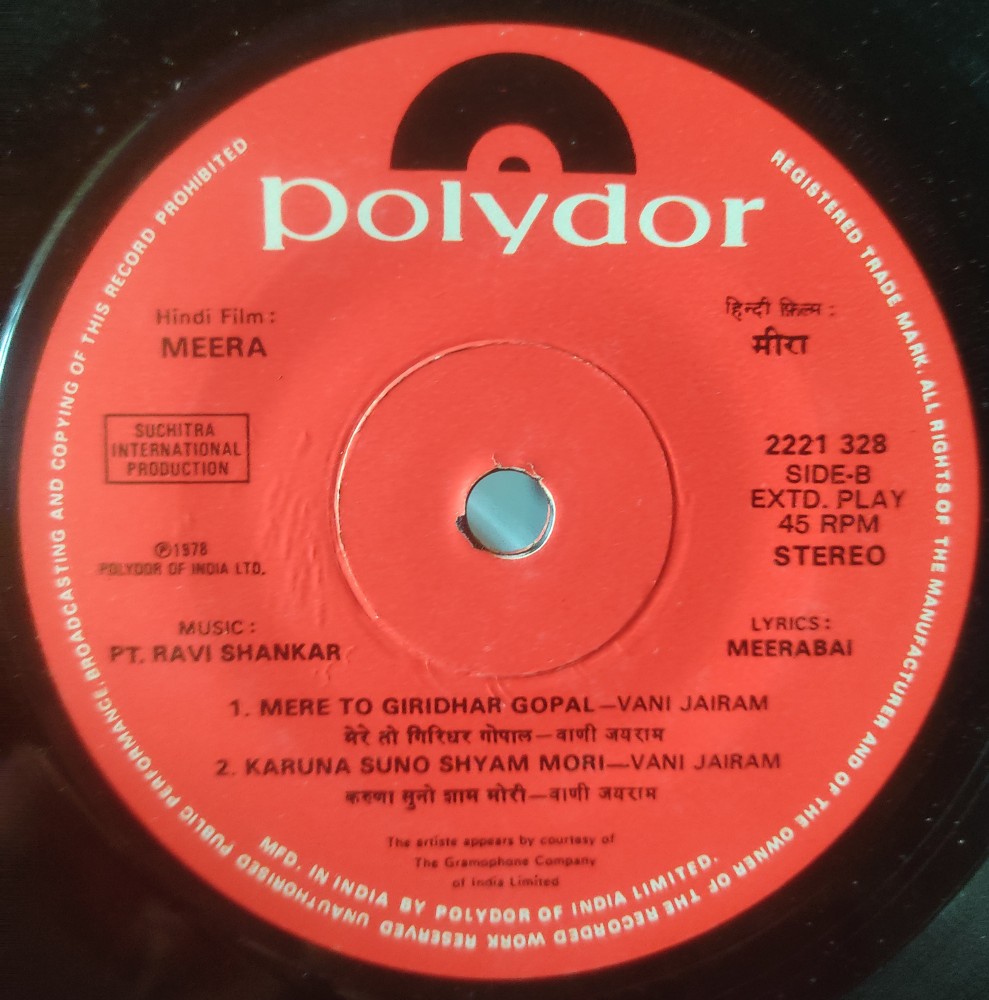 polydor
Hindi Film :
MEERA
हिन्दी फ़िल्म :
मीरा
SUCHITRA
INTERNATIONAL
PRODUCTION
2221 328
SIDE-B
EXTD. PLAY
45 RPM
STEREO
℗1978
POLYDOR OF INDIA LTD.
MUSIC :
PT. RAVI SHANKAR
LYRICS :
MEERABAI
1. MERE TO GIRIDHAR GOPAL—VANI JAIRAM
मेरे तो गिरिधर गोपाल—वाणी जयराम
2. KARUNA SUNO SHYAM MORI—VANI JAIRAM
करुणा सुनो शाम मोरी—वाणी जयराम
The artiste appears by courtesy of
The Gramophone Company
of India Limited
MFD. IN INDIA BY POLYDOR OF INDIA LIMITED.
REGISTERED TRADE MARK. ALL RIGHTS OF THE MANUFACTURER AND OF THE OWNER OF THE RECORDED WORK RESERVED UNAUTHORISED PUBLIC PERFORMANCE, BROADCASTING AND COPYING OF THIS RECORD PROHIBITED